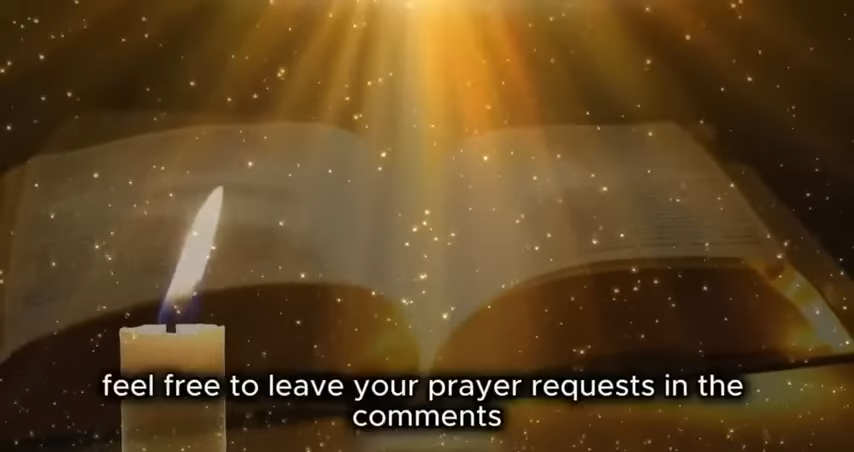 feel free to leave your prayer requests in the
comments